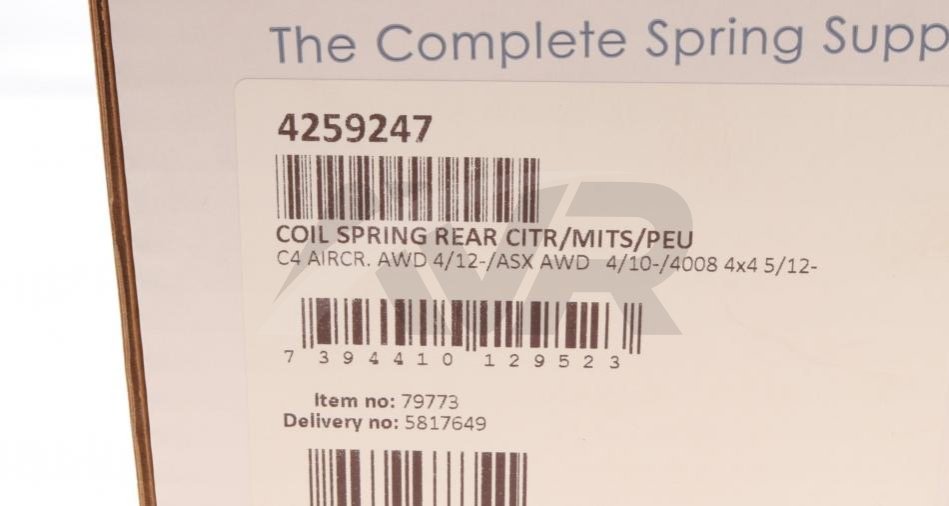 The Complete Spring Supp
4259247
AVR
COIL SPRING REAR CITR/MITS/PEU
C4 AIRCR. AWD 4/12-/ASX AWD 4/10-/4008 4x4 5/12-
7 394410 129523
Item no: 79773
Delivery no: 5817649